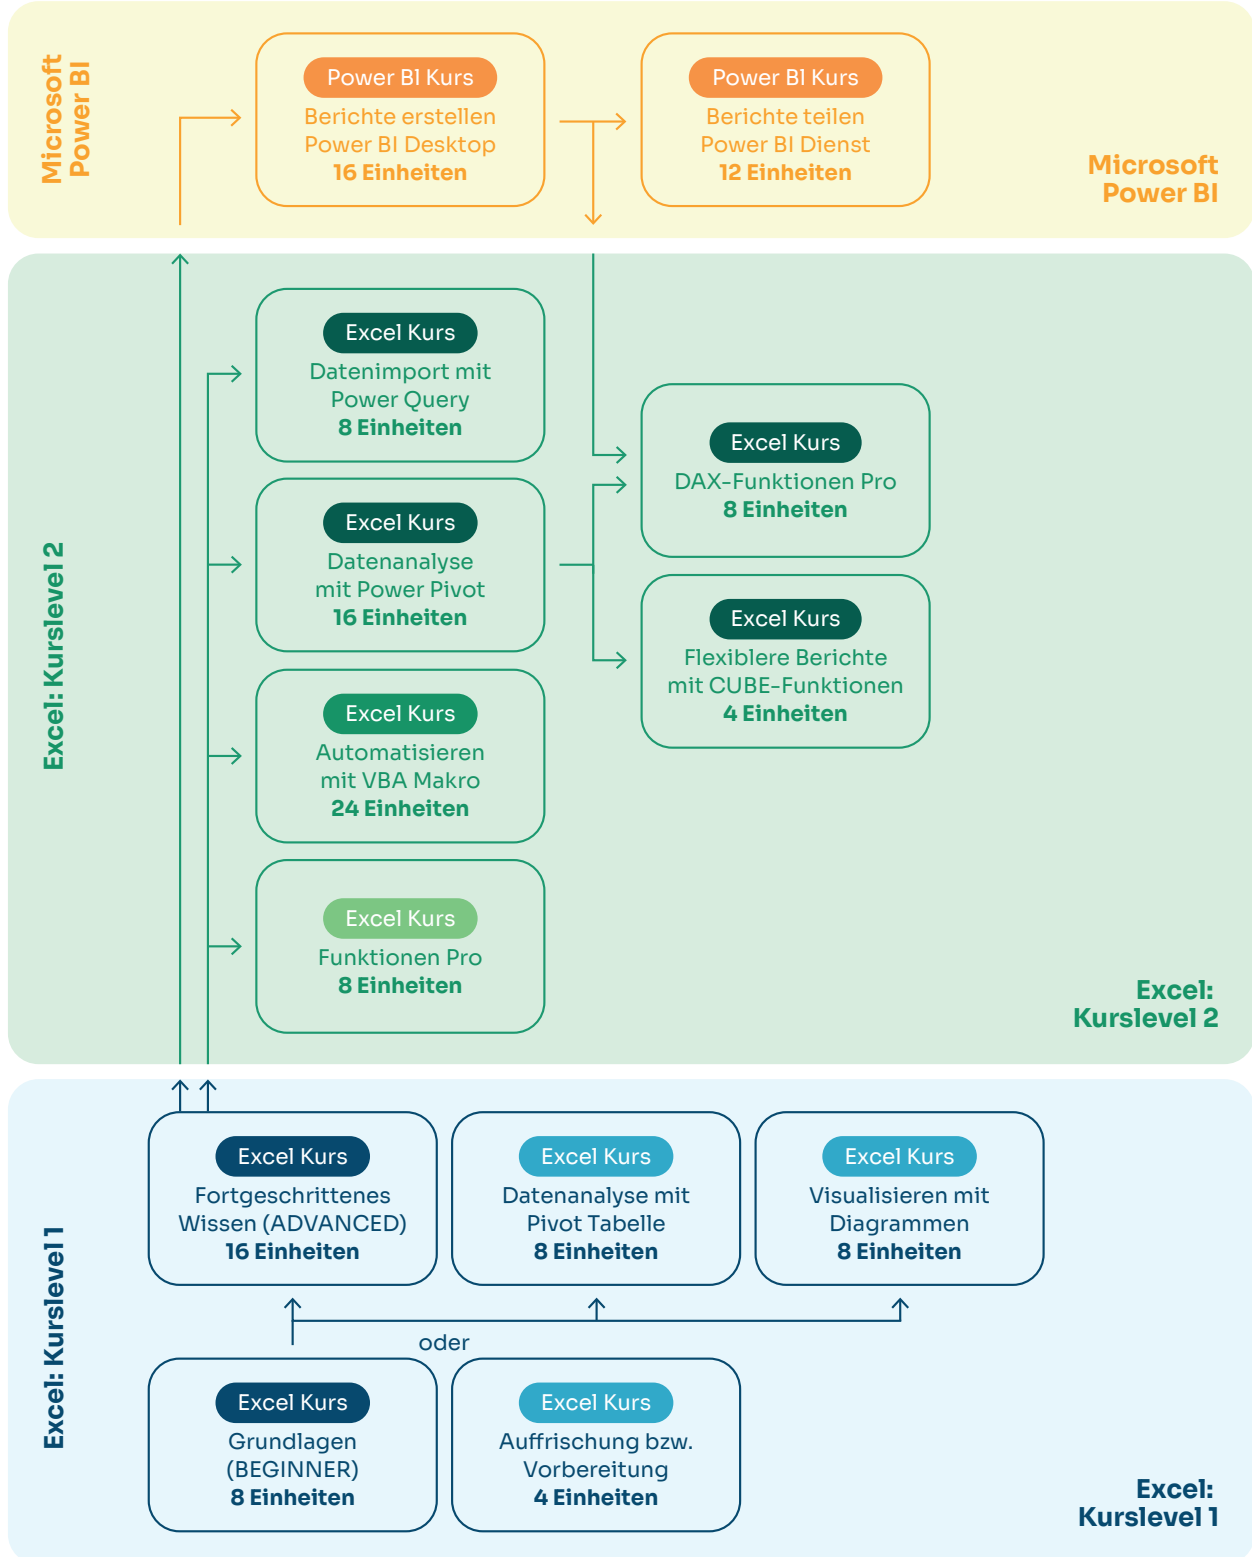 Microsoft
Power BI
Power BI Kurs
Berichte erstellen
Power BI Desktop
16 Einheiten
Power BI Kurs
Berichte teilen
Power BI Dienst
12 Einheiten
Microsoft
Power BI
Excel: Kurslevel 2
Excel Kurs
Datenimport mit
Power Query
8 Einheiten
Excel Kurs
Datenanalyse
mit Power Pivot
16 Einheiten
Excel Kurs
Automatisieren
mit VBA Makro
24 Einheiten
Excel Kurs
Funktionen Pro
8 Einheiten
Excel Kurs
DAX-Funktionen Pro
8 Einheiten
Excel Kurs
Flexiblere Berichte
mit CUBE-Funktionen
4 Einheiten
Excel:
Kurslevel 2
Excel: Kurslevel 1
Excel Kurs
Fortgeschrittenes
Wissen (ADVANCED)
16 Einheiten
Excel Kurs
Datenanalyse mit
Pivot Tabelle
8 Einheiten
Excel Kurs
Visualisieren mit
Diagrammen
8 Einheiten
oder
Excel Kurs
Grundlagen
(BEGINNER)
8 Einheiten
Excel Kurs
Auffrischung bzw.
Vorbereitung
4 Einheiten
Excel:
Kurslevel 1